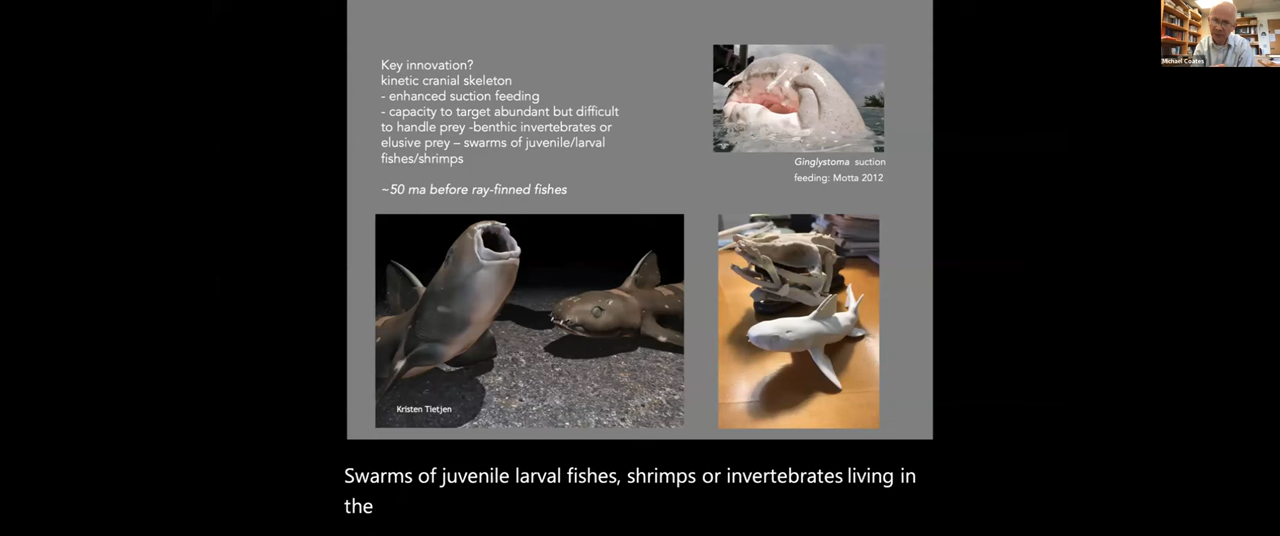 Key innovation?
kinetic cranial skeleton
- enhanced suction feeding
- capacity to target abundant but difficult
to handle prey -benthic invertebrates or
elusive prey – swarms of juvenile/larval
fishes/shrimps
~50 ma before ray-finned fishes
Ginglystoma suction
feeding: Motta 2012
Kristen Tietjen
Michael Coates
Swarms of juvenile larval fishes, shrimps or invertebrates living in
the